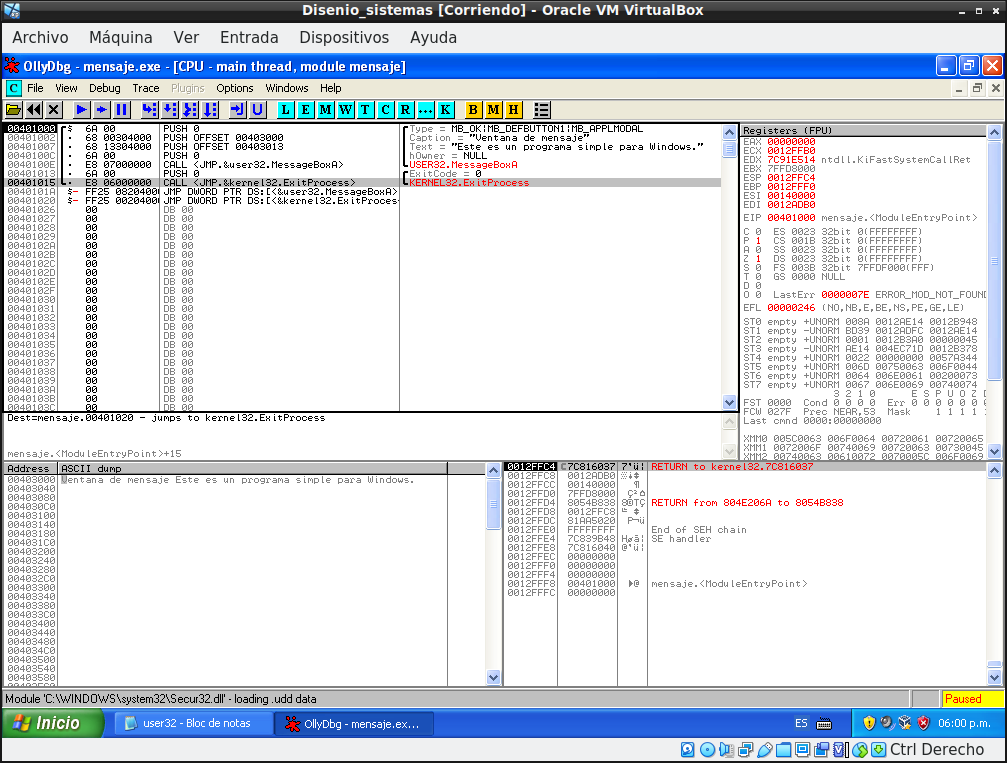 Disenio_sistemas [Corriendo] - Oracle VM VirtualBox
Archivo Máquina Ver Entrada Dispositivos Ayuda
OllyDbg - mensaje.exe - [CPU - main thread, module mensaje]
C File View Debug Trace Plugins Options Windows Help
L E M W T C R ... K B M H
00401000 $ 6A 00 PUSH 0 Type = MB_OK|MB_DEFBUTTON1|MB_APPLMODAL
00401002 . 68 00304000 PUSH OFFSET 00403000 Caption = "Ventana de mensaje"
00401007 . 68 13304000 PUSH OFFSET 00403013 Text = "Este es un programa simple para Windows."
0040100C . 6A 00 PUSH 0 hOwner = NULL
0040100E . E8 07000000 CALL <JMP.&user32.MessageBoxA> USER32.MessageBoxA
00401013 . 6A 00 PUSH 0 ExitCode = 0
00401015 . E8 06000000 CALL <JMP.&kernel32.ExitProcess> KERNEL32.ExitProcess
0040101A $- FF25 08204000 JMP DWORD PTR DS:[<&user32.MessageBoxA>]
00401020 $- FF25 00204000 JMP DWORD PTR DS:[<&kernel32.ExitProces
00401026 00 DB 00
00401027 00 DB 00
00401028 00 DB 00
00401029 00 DB 00
0040102A 00 DB 00
0040102B 00 DB 00
0040102C 00 DB 00
0040102D 00 DB 00
0040102E 00 DB 00
0040102F 00 DB 00
00401030 00 DB 00
00401031 00 DB 00
00401032 00 DB 00
00401033 00 DB 00
00401034 00 DB 00
00401035 00 DB 00
00401036 00 DB 00
00401037 00 DB 00
00401038 00 DB 00
00401039 00 DB 00
0040103A 00 DB 00
0040103B 00 DB 00
0040103C 00 DB 00
Registers (FPU)
EAX 00000000
ECX 0012FFB0
EDX 7C91E514 ntdll.KiFastSystemCallRet
EBX 7FFD8000
ESP 0012FFC4
EBP 0012FFF0
ESI 00140000
EDI 0012ADB0
EIP 00401000 mensaje.<ModuleEntryPoint>
C 0 ES 0023 32bit 0(FFFFFFFF)
P 1 CS 001B 32bit 0(FFFFFFFF)
A 0 SS 0023 32bit 0(FFFFFFFF)
Z 1 DS 0023 32bit 0(FFFFFFFF)
S 0 FS 003B 32bit 7FFDF000(FFF)
T 0 GS 0000 NULL
D 0
O 0 LastErr 0000007E ERROR_MOD_NOT_FOUND
EFL 00000246 (NO,NB,E,BE,NS,PE,GE,LE)
ST0 empty +UNORM 008A 0012AE14 0012B948
ST1 empty -UNORM BD39 0012ADFC 0012AE14
ST2 empty +UNORM 0001 0012B3A0 00000045
ST3 empty -UNORM AE14 004EC71D 0012B378
ST4 empty +UNORM 0022 00000000 0057A344
ST5 empty +UNORM 006D 00750063 006F0044
ST6 empty +UNORM 0064 006E0061 00200073
ST7 empty +UNORM 0067 006E0069 00740074
3 2 1 0 E S P U O Z D
FST 0000 Cond 0 0 0 0 Err 0 0 0 0 0 0 0
FCW 027F Prec NEAR,53 Mask 1 1 1 1 1
Last cmnd 0000:00000000
XMM0 005C0063 006F0064 00720061 00720065
XMM1 0072006F 00740069 00630073 00450020
XMM2 00740063 00610072 0070005C 006F0069
Dest=mensaje.00401020 - jumps to kernel32.ExitProcess
mensaje.<ModuleEntryPoint>+15
Address ASCII dump
00403000 Ventana de mensaje Este es un programa simple para Windows.
00403040
00403080
004030C0
00403100
00403140
00403180
004031C0
00403200
00403240
00403280
004032C0
00403300
00403340
00403380
004033C0
00403400
00403440
00403480
004034C0
00403500
00403540
00403580
0012FFC4 7C816037 RETURN to kernel32.7C816037
0012FFC8 0012ADB0
0012FFCC 00140000
0012FFD0 7FFD8000
0012FFD4 8054B838 RETURN from 804E206A to 8054B838
0012FFD8 0012FFC8
0012FFDC 81AA5020
0012FFE0 FFFFFFFF End of SEH chain
0012FFE4 7C839B48 SE handler
0012FFE8 7C816040
0012FFEC 00000000
0012FFF0 00000000
0012FFF4 00000000
0012FFF8 00401000 mensaje.<ModuleEntryPoint>
0012FFFC 00000000
Module 'C:\WINDOWS\system32\Secur32.dll' - loading .udd data Paused
Inicio user32 - Bloc de notas OllyDbg - mensaje.ex... ES 06:00 p.m.
Ctrl Derecho